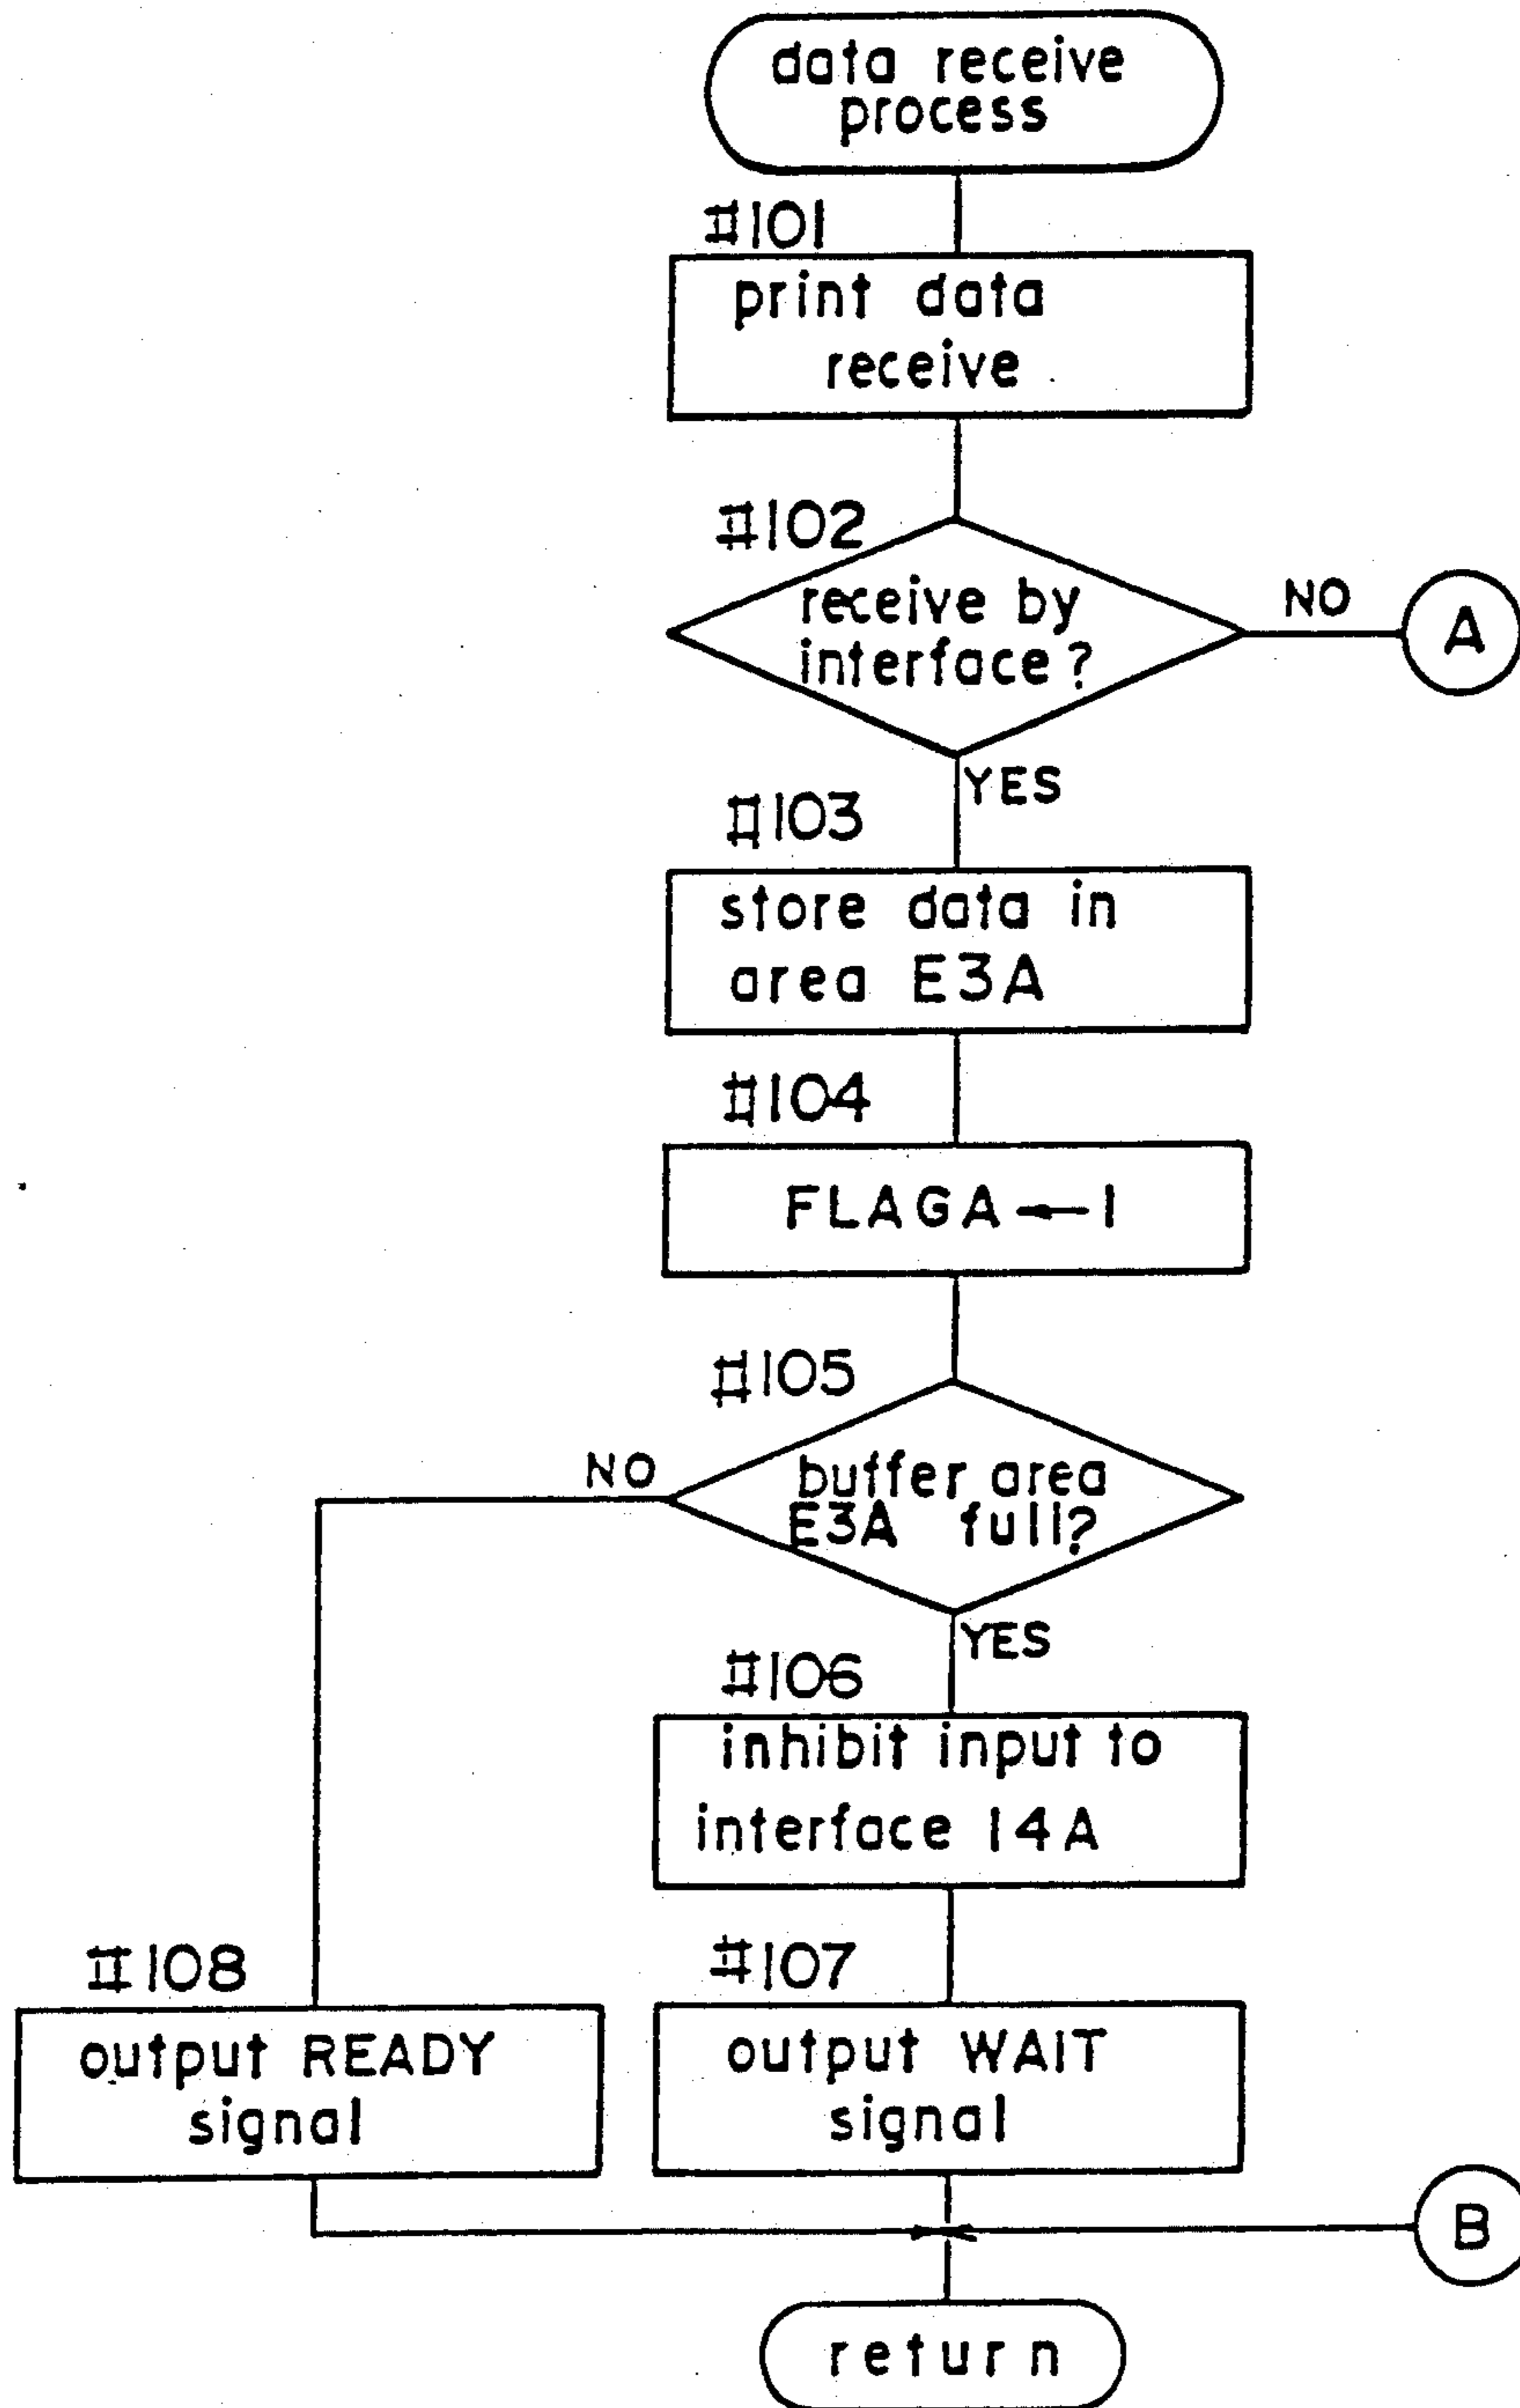 data receive
process
#101
print data
receive
#102
receive by
interface?
NO
A
YES
#103
store data in
area E3A
#104
FLAGA←1
#105
NO
buffer area
E3A full?
YES
#106
inhibit input to
interface 14A
#108
#107
output READY
signal
output WAIT
signal
B
return